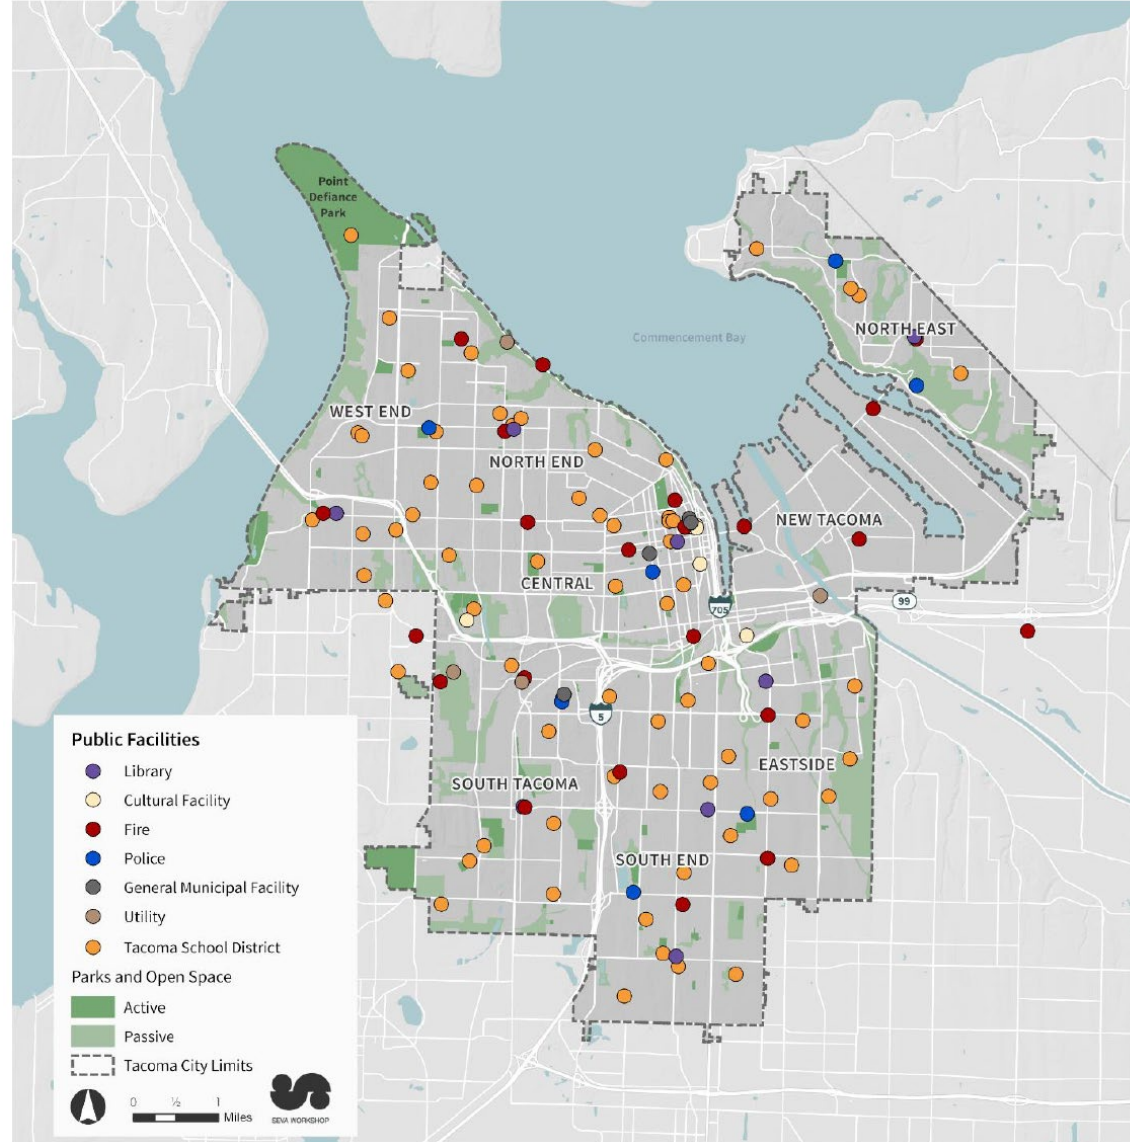 Point
Defiance
Park
Commencement Bay
NORTH EAST
WEST END
NORTH END
NEW TACOMA
CENTRAL
705
99
5
EASTSIDE
SOUTH TACOMA
SOUTH END
Public Facilities
Library
Cultural Facility
Fire
Police
General Municipal Facility
Utility
Tacoma School District
Parks and Open Space
Active
Passive
Tacoma City Limits
0 ½ 1
Miles
SEVA WORKSHOP